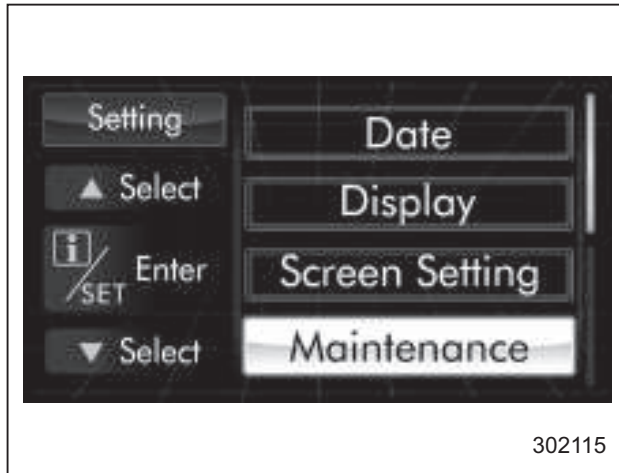 Setting
▲ Select
i/SET Enter
▼ Select
Date
Display
Screen Setting
Maintenance
302115